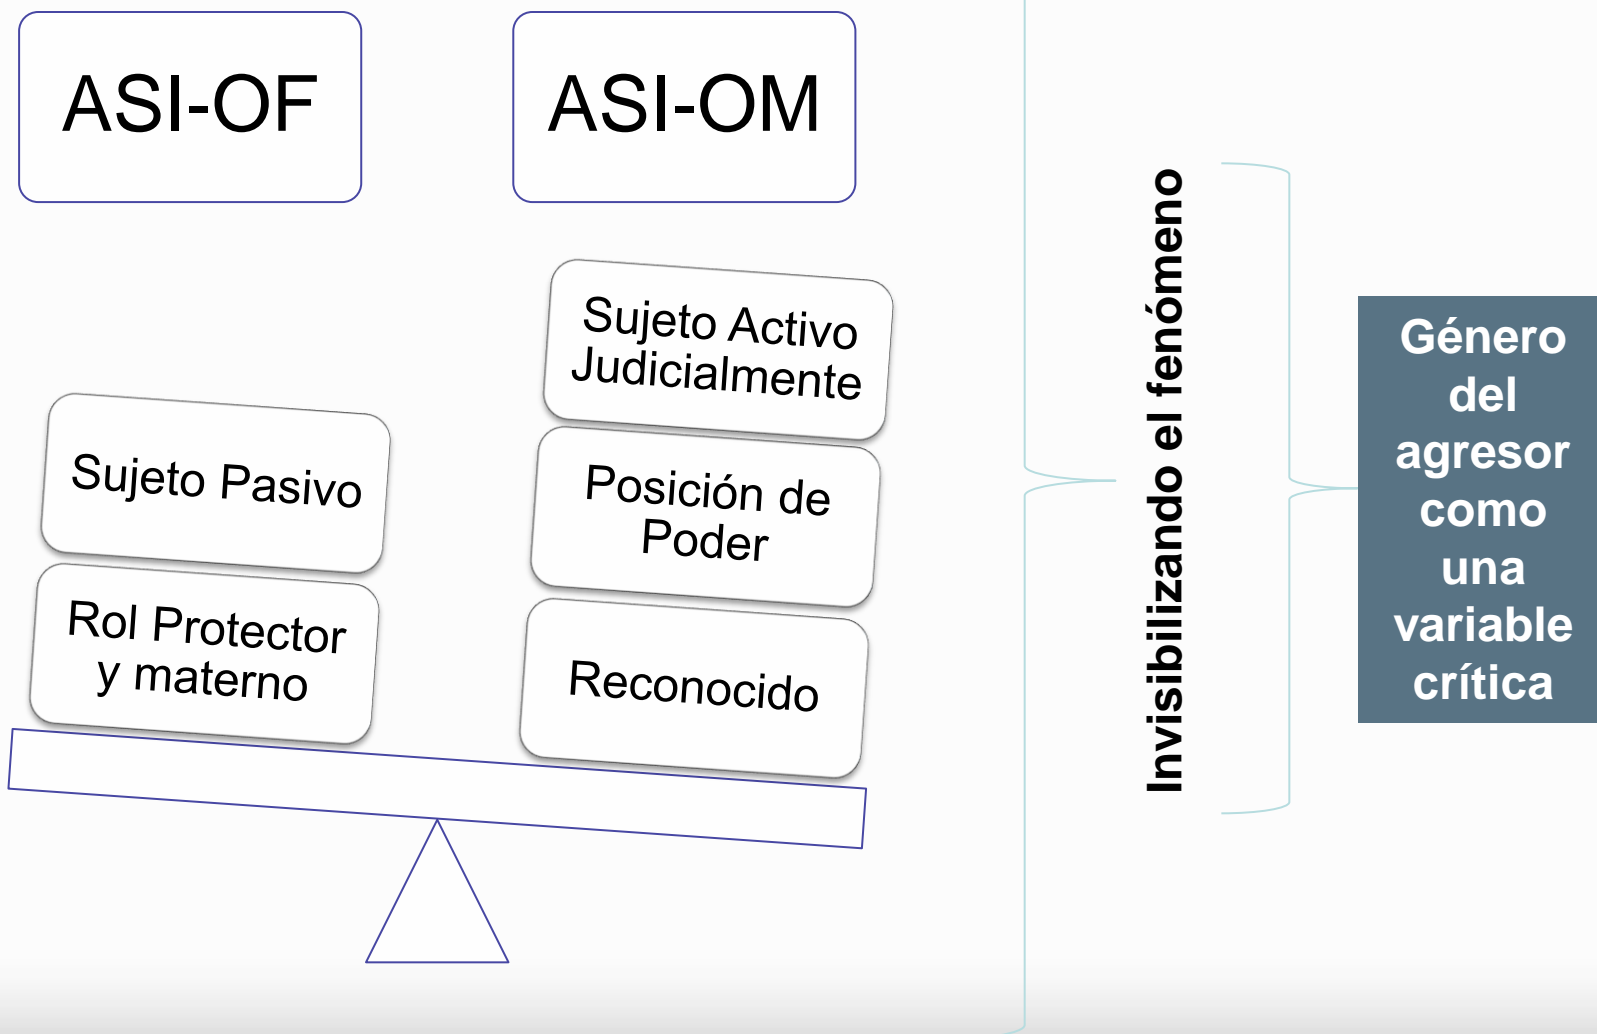 ASI-OF
ASI-OM
Sujeto Pasivo
Rol Protector
y materno
Sujeto Activo
Judicialmente
Posición de
Poder
Reconocido
Invisibilizando el fenómeno
Género
del
agresor
como
una
variable
crítica